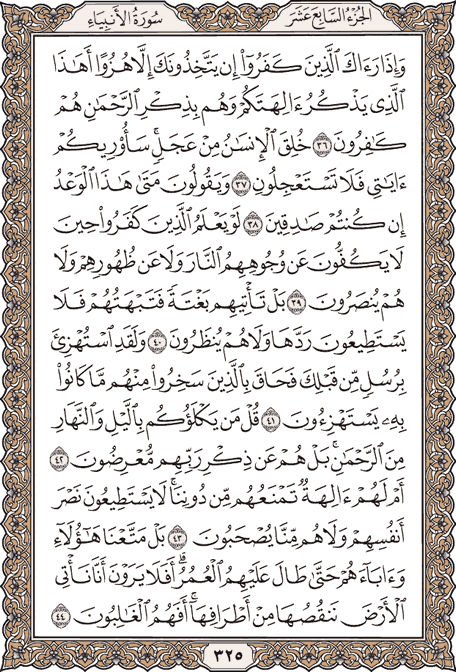 الجزء السابع عشر سورة الأنبياء
وَإِذَا رَءَاكَ ٱلَّذِينَ كَفَرُوٓا۟ إِن يَتَّخِذُونَكَ إِلَّا هُزُوًا أَهَٰذَا
ٱلَّذِى يَذْكُرُ ءَالِهَتَكُمْ وَهُم بِذِكْرِ ٱلرَّحْمَٰنِ هُمْ
كَٰفِرُونَ ٣٦ خُلِقَ ٱلْإِنسَٰنُ مِنْ عَجَلٍ ۚ سَأُو۟رِيكُمْ
ءَايَٰتِى فَلَا تَسْتَعْجِلُونِ ٣٧ وَيَقُولُونَ مَتَىٰ هَٰذَا ٱلْوَعْدُ
إِن كُنتُمْ صَٰدِقِينَ ٣٨ لَوْ يَعْلَمُ ٱلَّذِينَ كَفَرُوا۟ حِينَ
لَا يَكُفُّونَ عَن وُجُوهِهِمُ ٱلنَّارَ وَلَا عَن ظُهُورِهِمْ وَلَا
هُمْ يُنصَرُونَ ٣٩ بَلْ تَأْتِيهِم بَغْتَةً فَتَبْهَتُهُمْ فَلَا
يَسْتَطِيعُونَ رَدَّهَا وَلَا هُمْ يُنظَرُونَ ٤٠ وَلَقَدِ ٱسْتُهْزِئَ
بِرُسُلٍ مِّن قَبْلِكَ فَحَاقَ بِٱلَّذِينَ سَخِرُوا۟ مِنْهُم مَّا كَانُوا۟
بِهِۦ يَسْتَهْزِءُونَ ٤١ قُلْ مَن يَكْلَؤُكُم بِٱلَّيْلِ وَٱلنَّهَارِ
مِنَ ٱلرَّحْمَٰنِ ۗ بَلْ هُمْ عَن ذِكْرِ رَبِّهِم مُّعْرِضُونَ ٤٢
أَمْ لَهُمْ ءَالِهَةٌ تَمْنَعُهُم مِّن دُونِنَا ۚ لَا يَسْتَطِيعُونَ نَصْرَ
أَنفُسِهِمْ وَلَا هُم مِّنَّا يُصْحَبُونَ ٤٣ بَلْ مَتَّعْنَا هَٰٓؤُلَآءِ
وَءَابَآءَهُمْ حَتَّىٰ طَالَ عَلَيْهِمُ ٱلْعُمُرُ ۗ أَفَلَا يَرَوْنَ أَنَّا نَأْتِى
ٱلْأَرْضَ نَنقُصُهَا مِنْ أَطْرَافِهَآ ۚ أَفَهُمُ ٱلْغَٰلِبُونَ ٤٤
٣٢٥